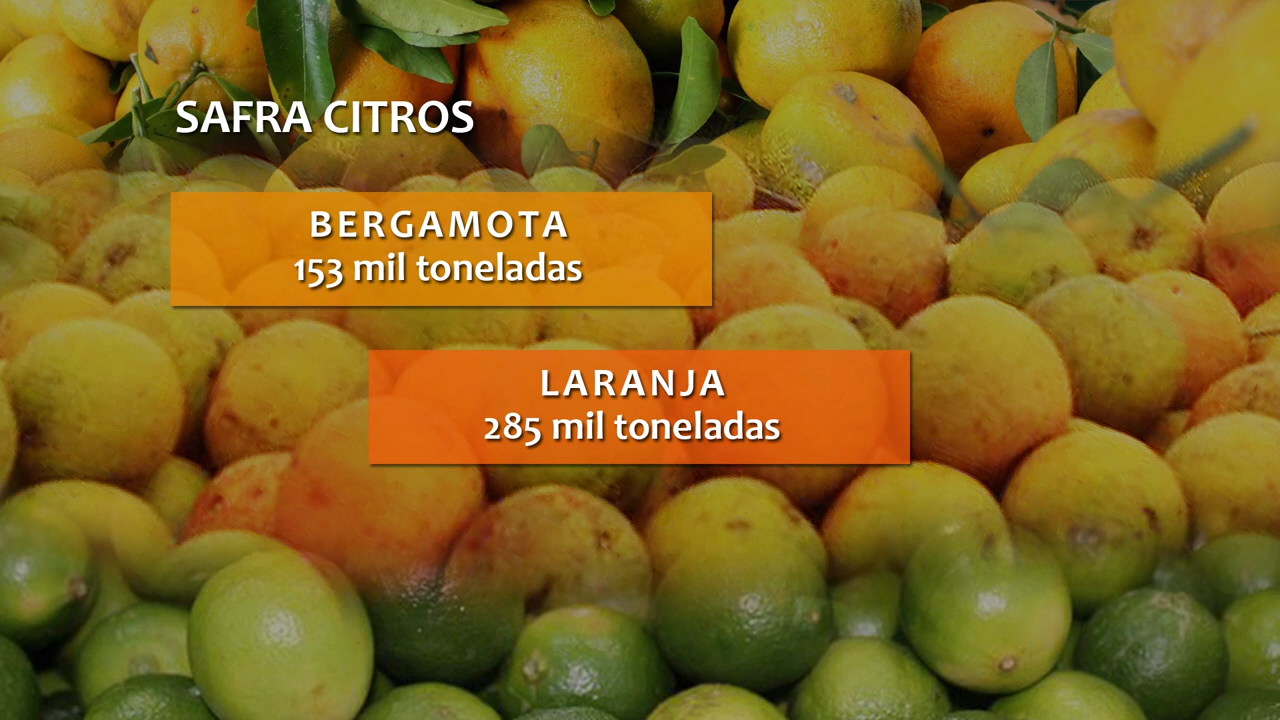 SAFRA CITROS
BERGAMOTA
153 mil toneladas
LARANJA
285 mil toneladas